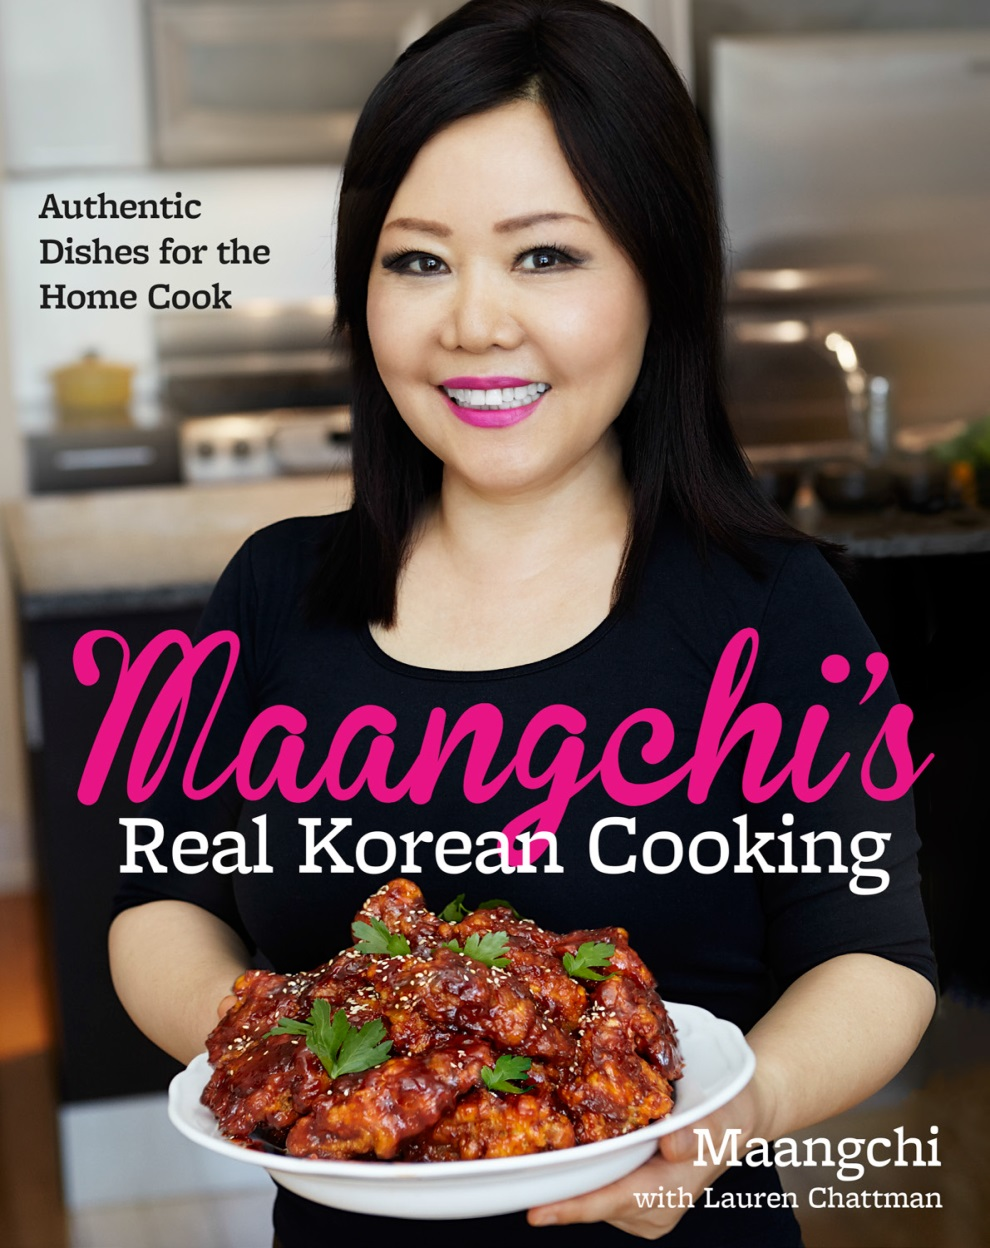 Authentic
Dishes for the
Home Cook
Maangchi's
Real Korean Cooking
Maangchi
with Lauren Chattman